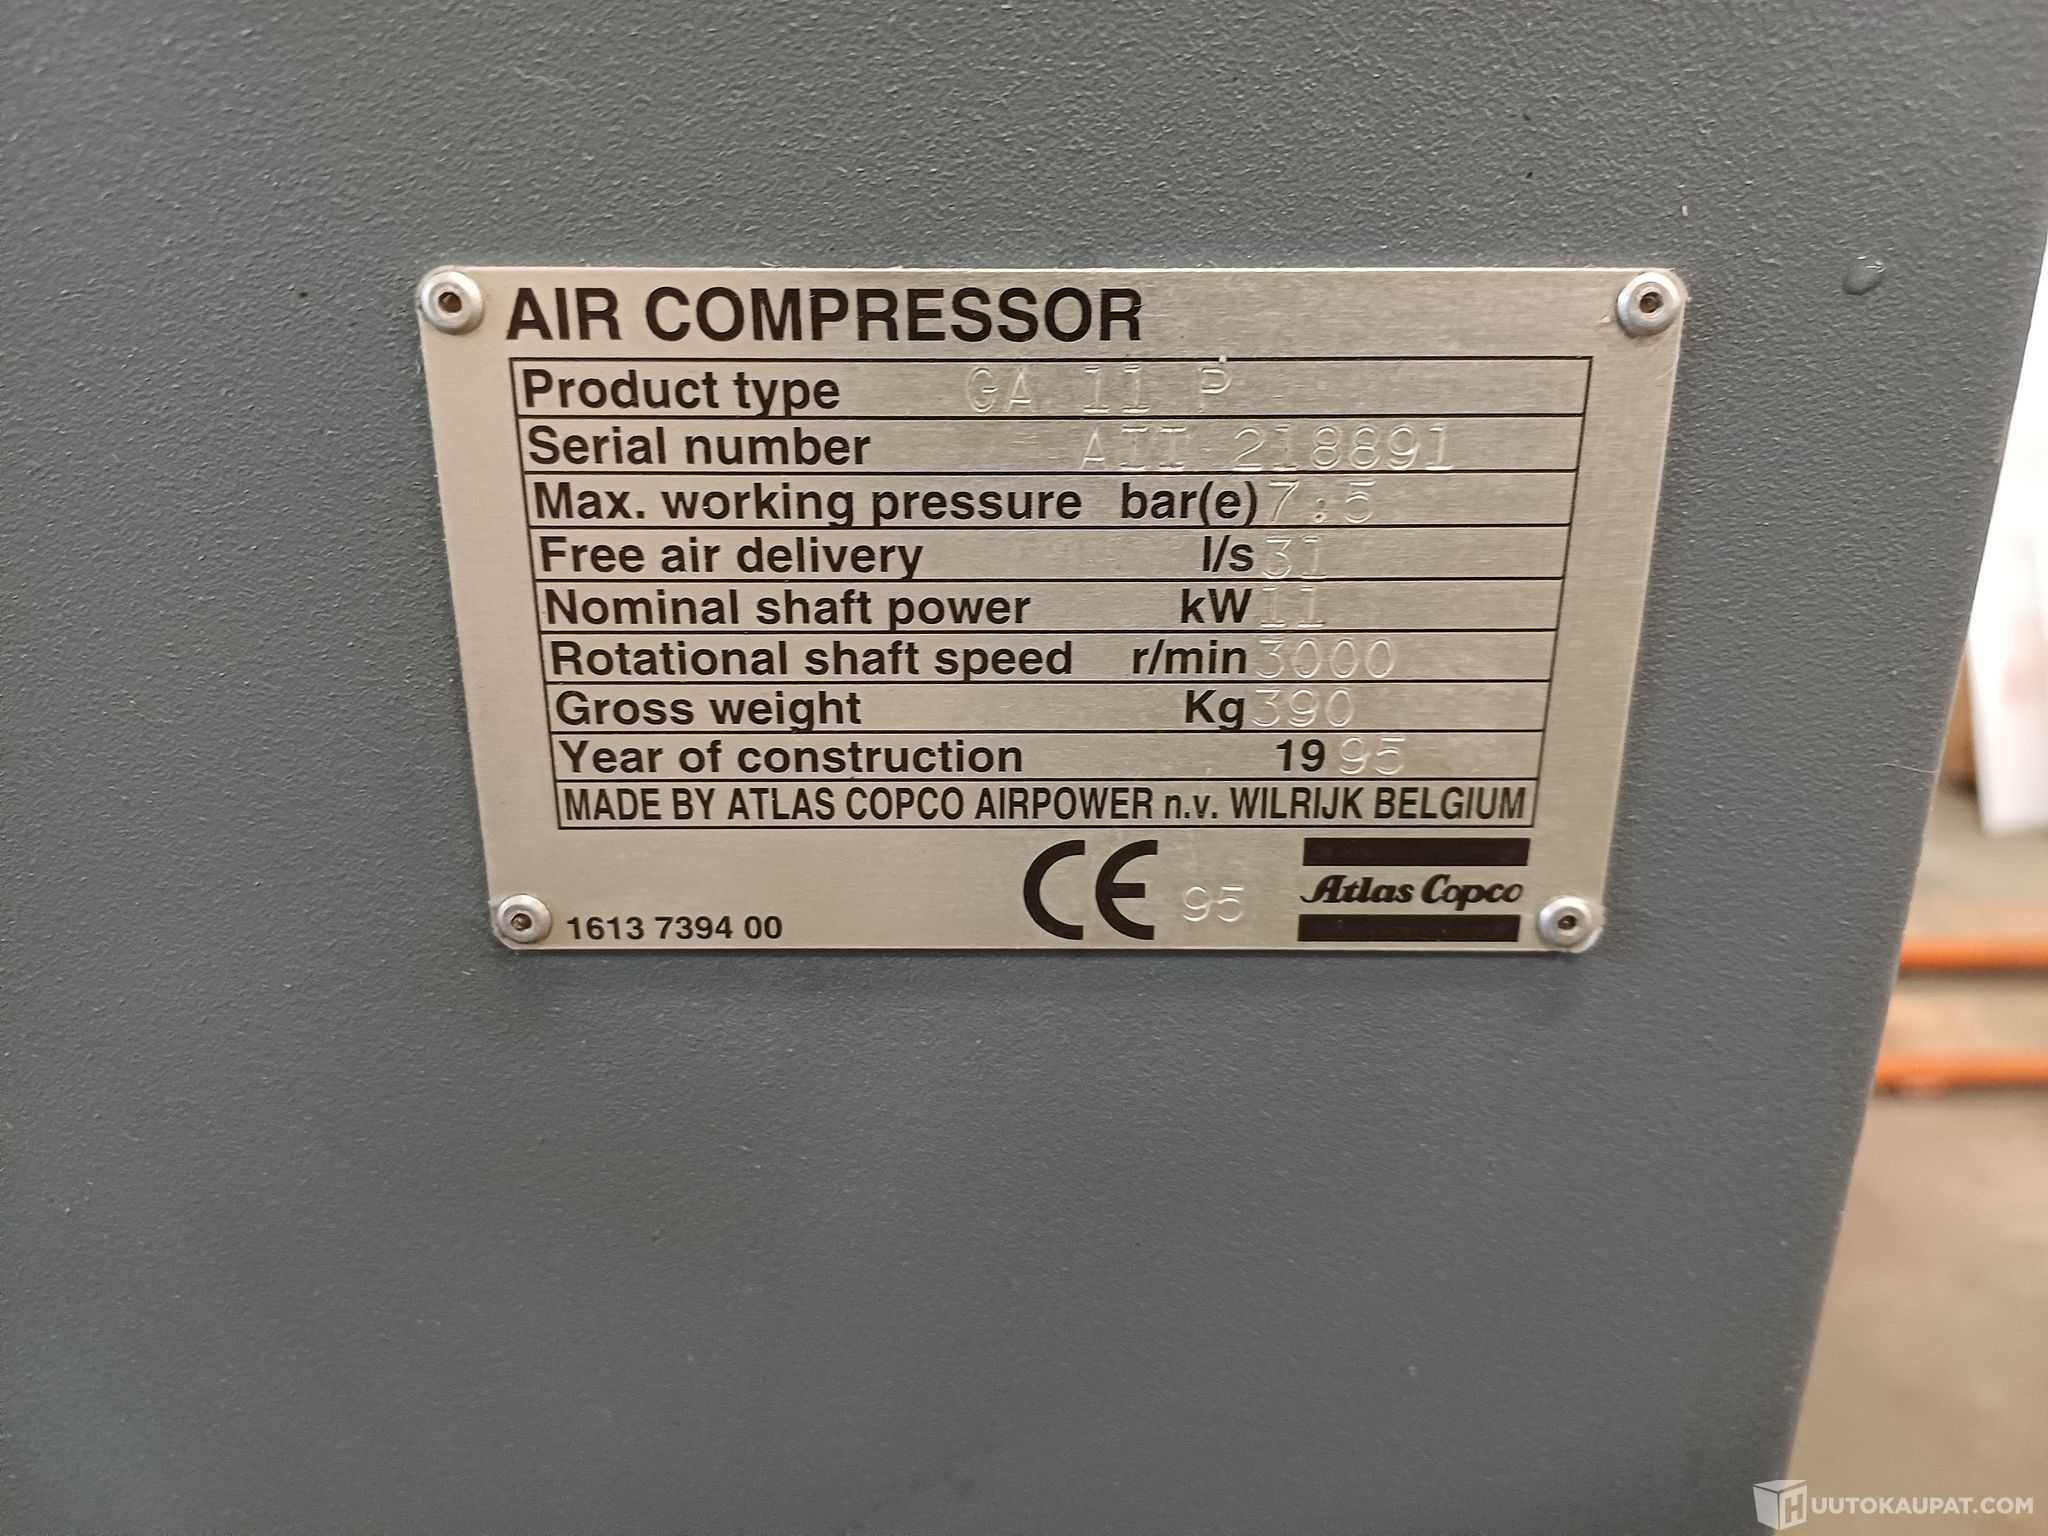 AIR COMPRESSOR
Product type GA 11 P
Serial number AII 218891
Max. working pressure bar(e) 7.5
Free air delivery l/s 31
Nominal shaft power kW 11
Rotational shaft speed r/min 3000
Gross weight Kg 390
Year of construction 19 95
MADE BY ATLAS COPCO AIRPOWER n.v. WILRIJK BELGIUM
1613 7394 00 CE 95 Atlas Copco
HUUTOKAUPAT.COM